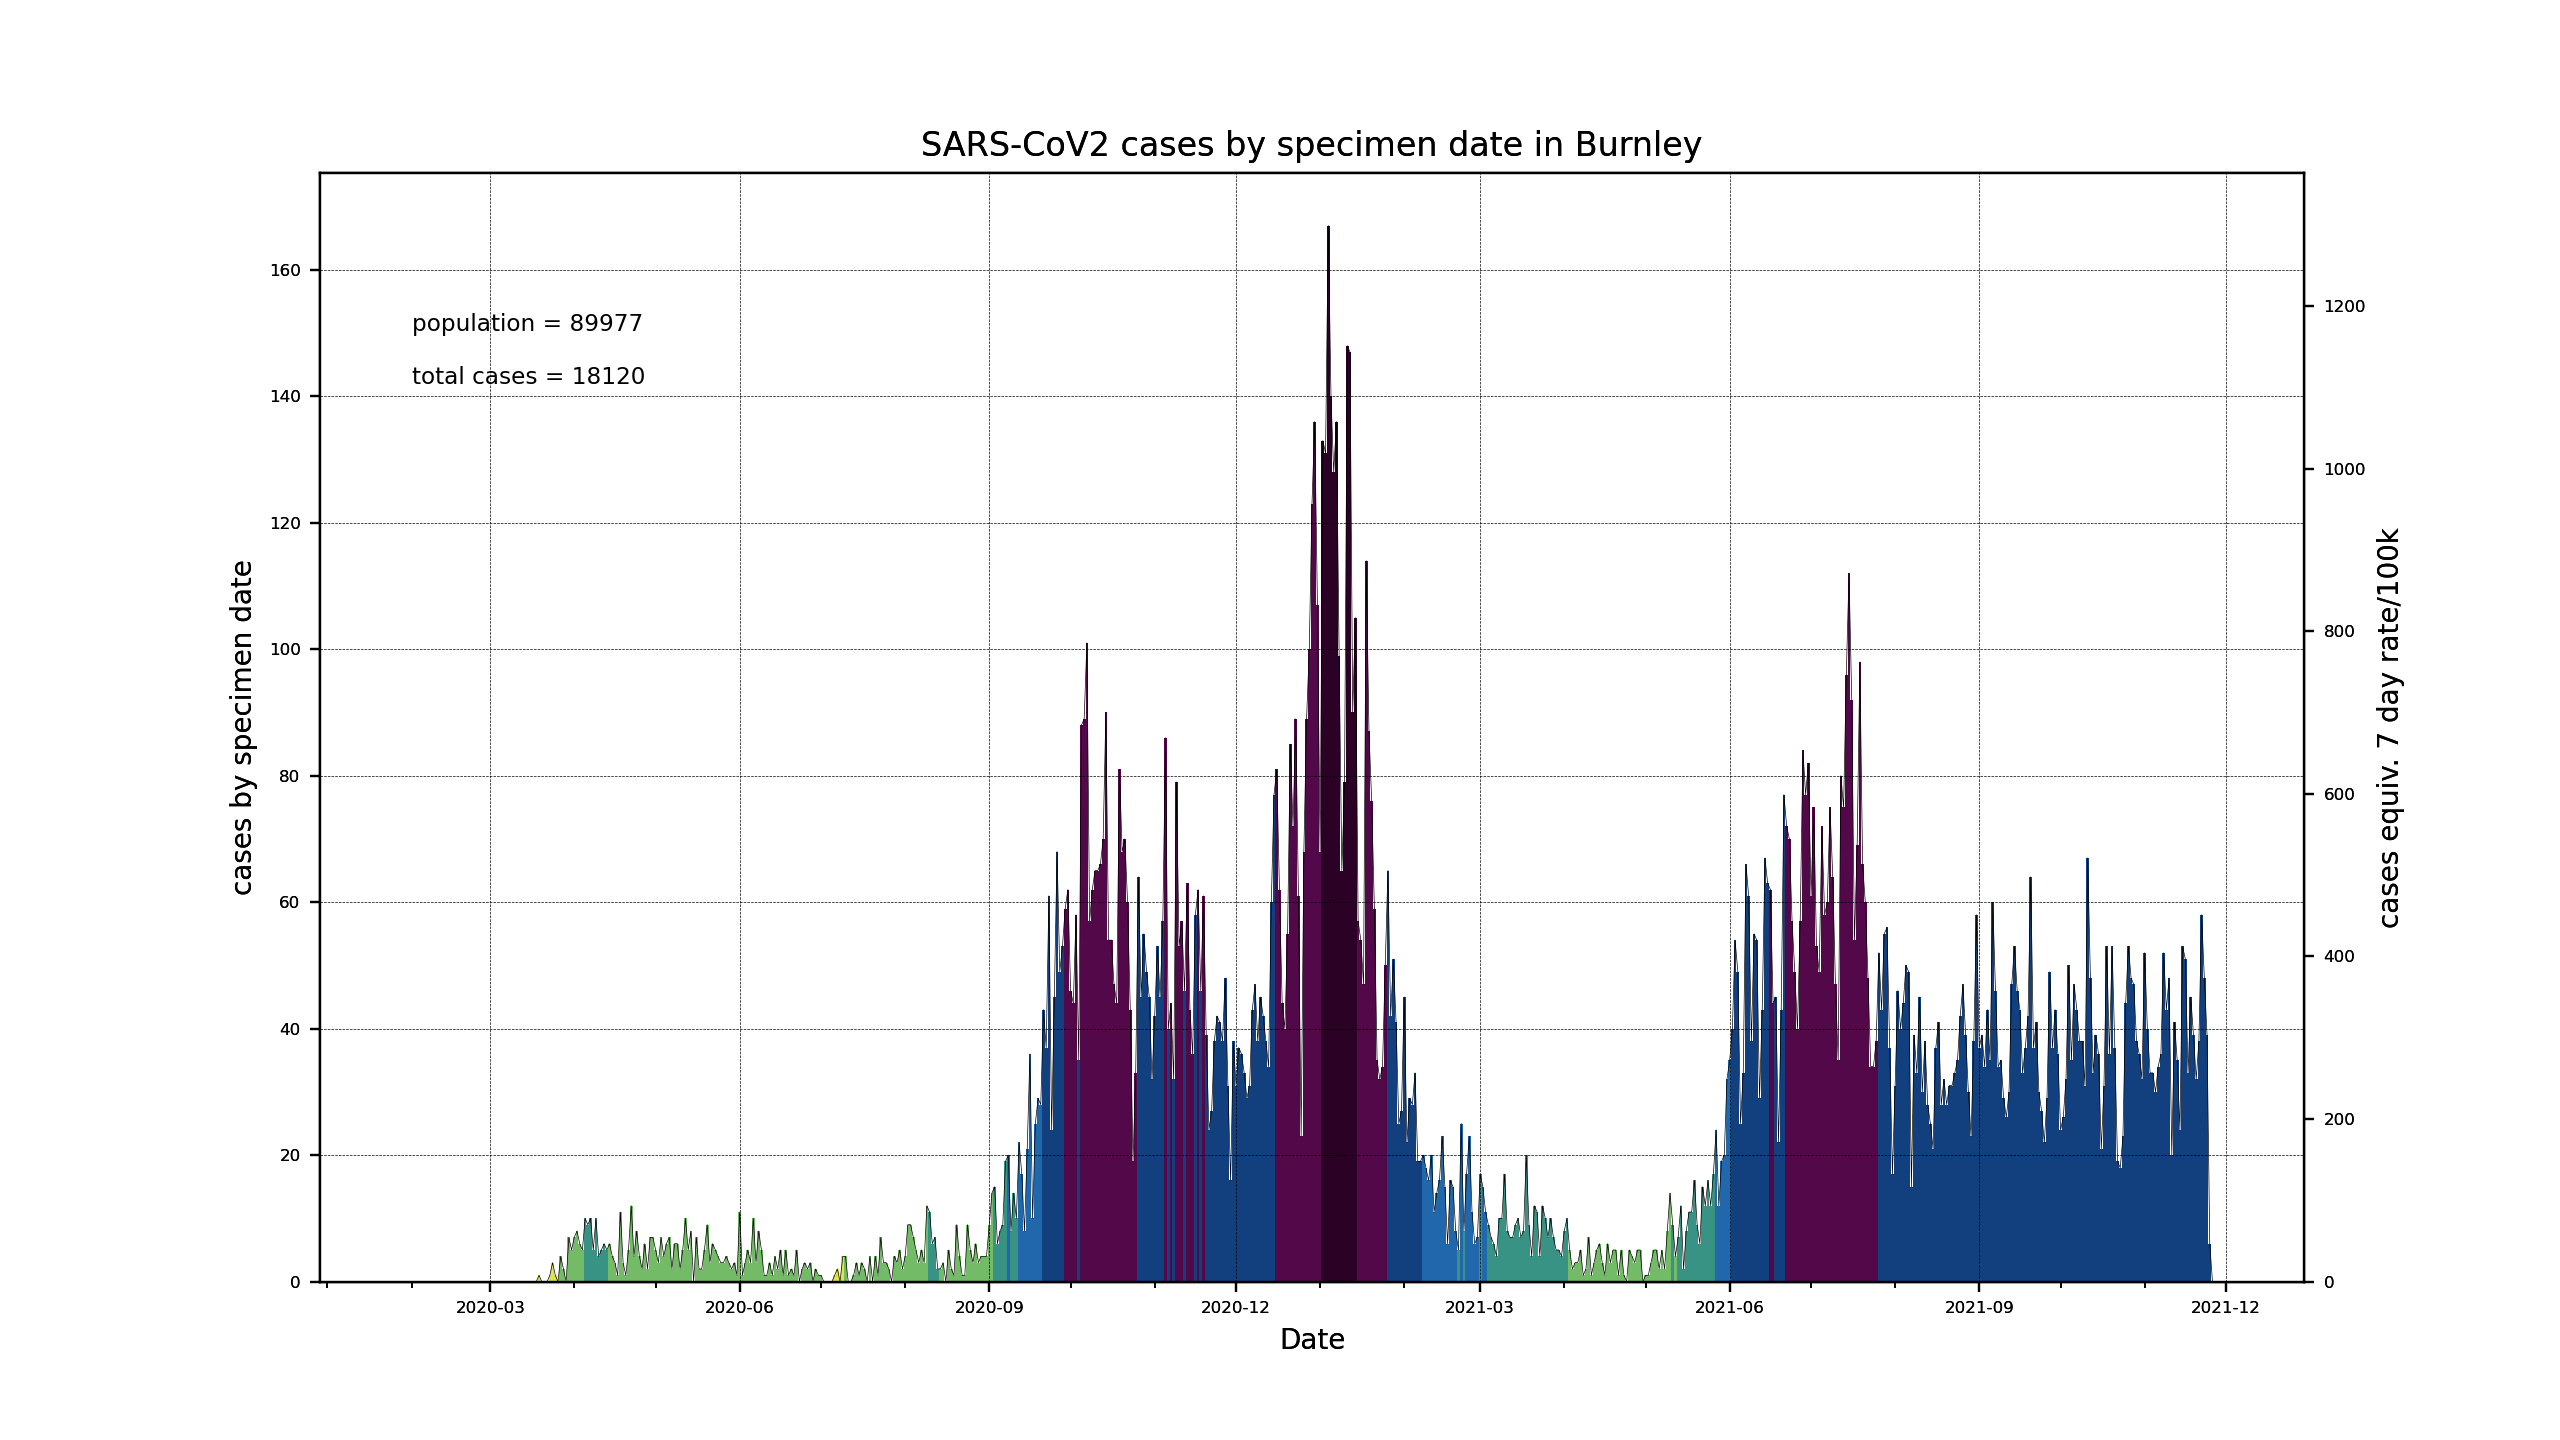 SARS-CoV2 cases by specimen date in Burnley
population = 89977
total cases = 18120
cases by specimen date
160
140
120
100
80
60
40
20
0
1200
1000
800
600
400
200
0
cases equiv. 7 day rate/100k
2020-03 2020-06 2020-09 2020-12 2021-03 2021-06 2021-09 2021-12
Date